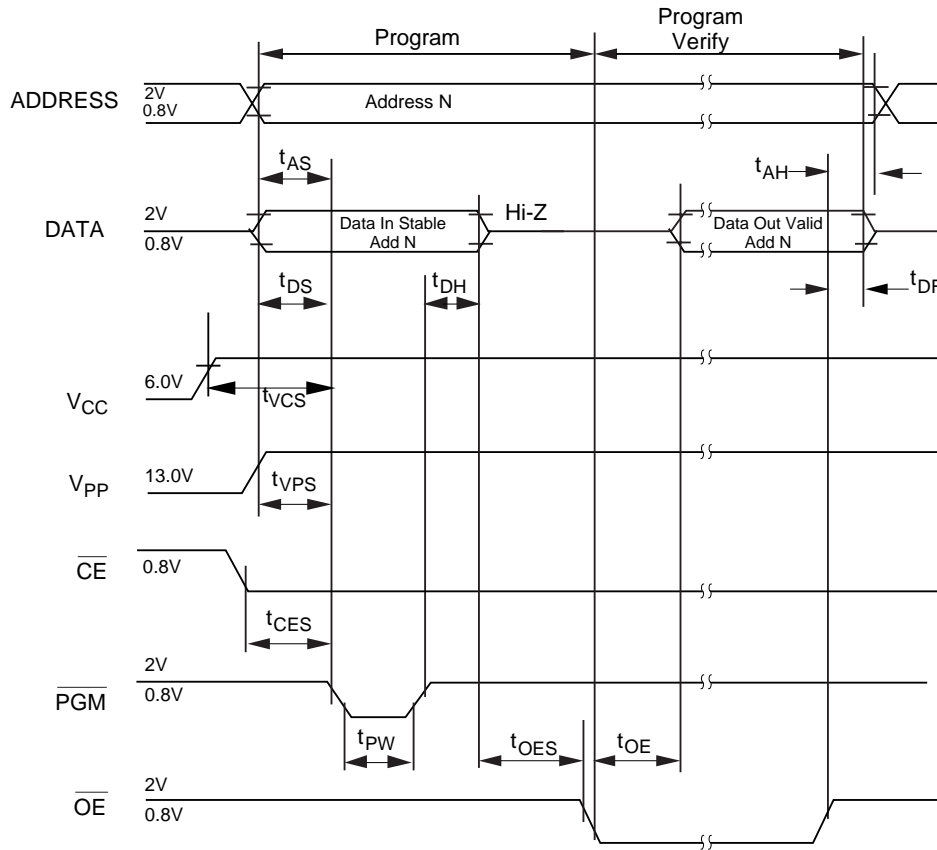 Program
Program
Verify
ADDRESS
2V
0.8V
Address N
tAS
tAH
DATA
2V
0.8V
Data In Stable
Add N
Hi-Z
Data Out Valid
Add N
tDS
tDH
tDF
VCC
6.0V
tVCS
VPP
13.0V
tVPS
CE
0.8V
tCES
PGM
2V
0.8V
tPW
tOES
tOE
OE
2V
0.8V